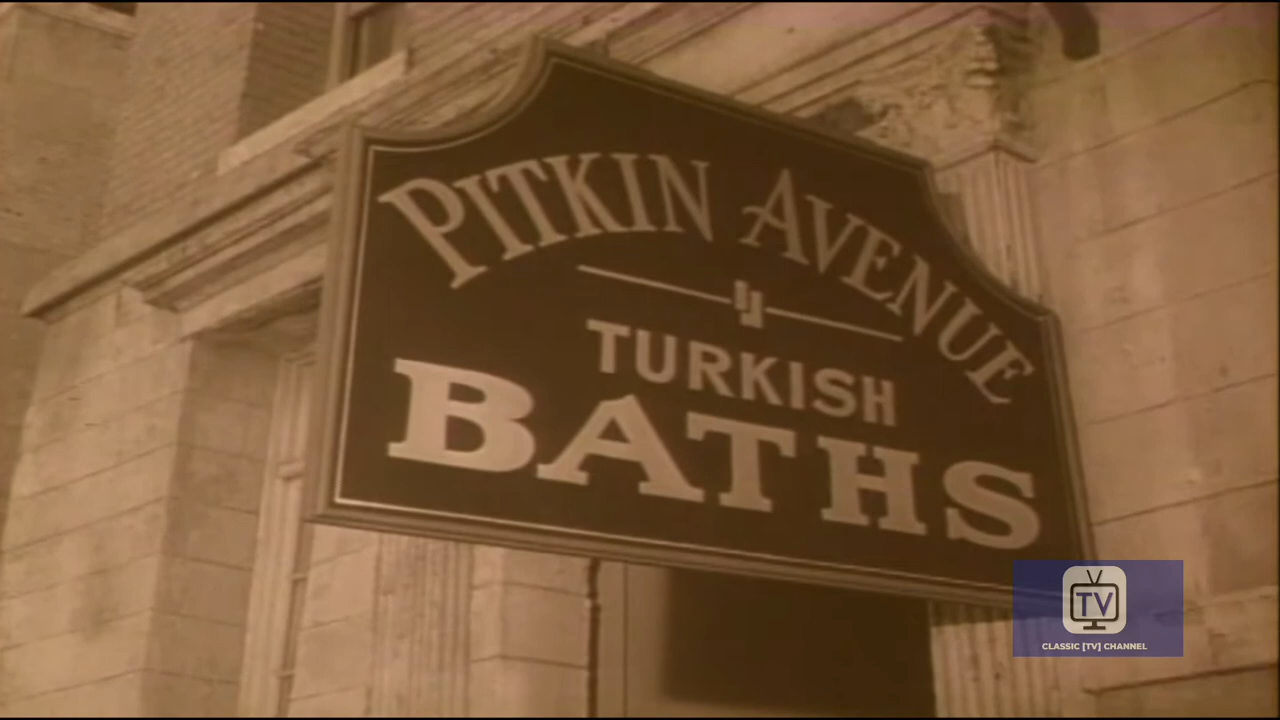 PITKIN AVENUE
TURKISH
BATHS
TV
CLASSIC [TV] CHANNEL